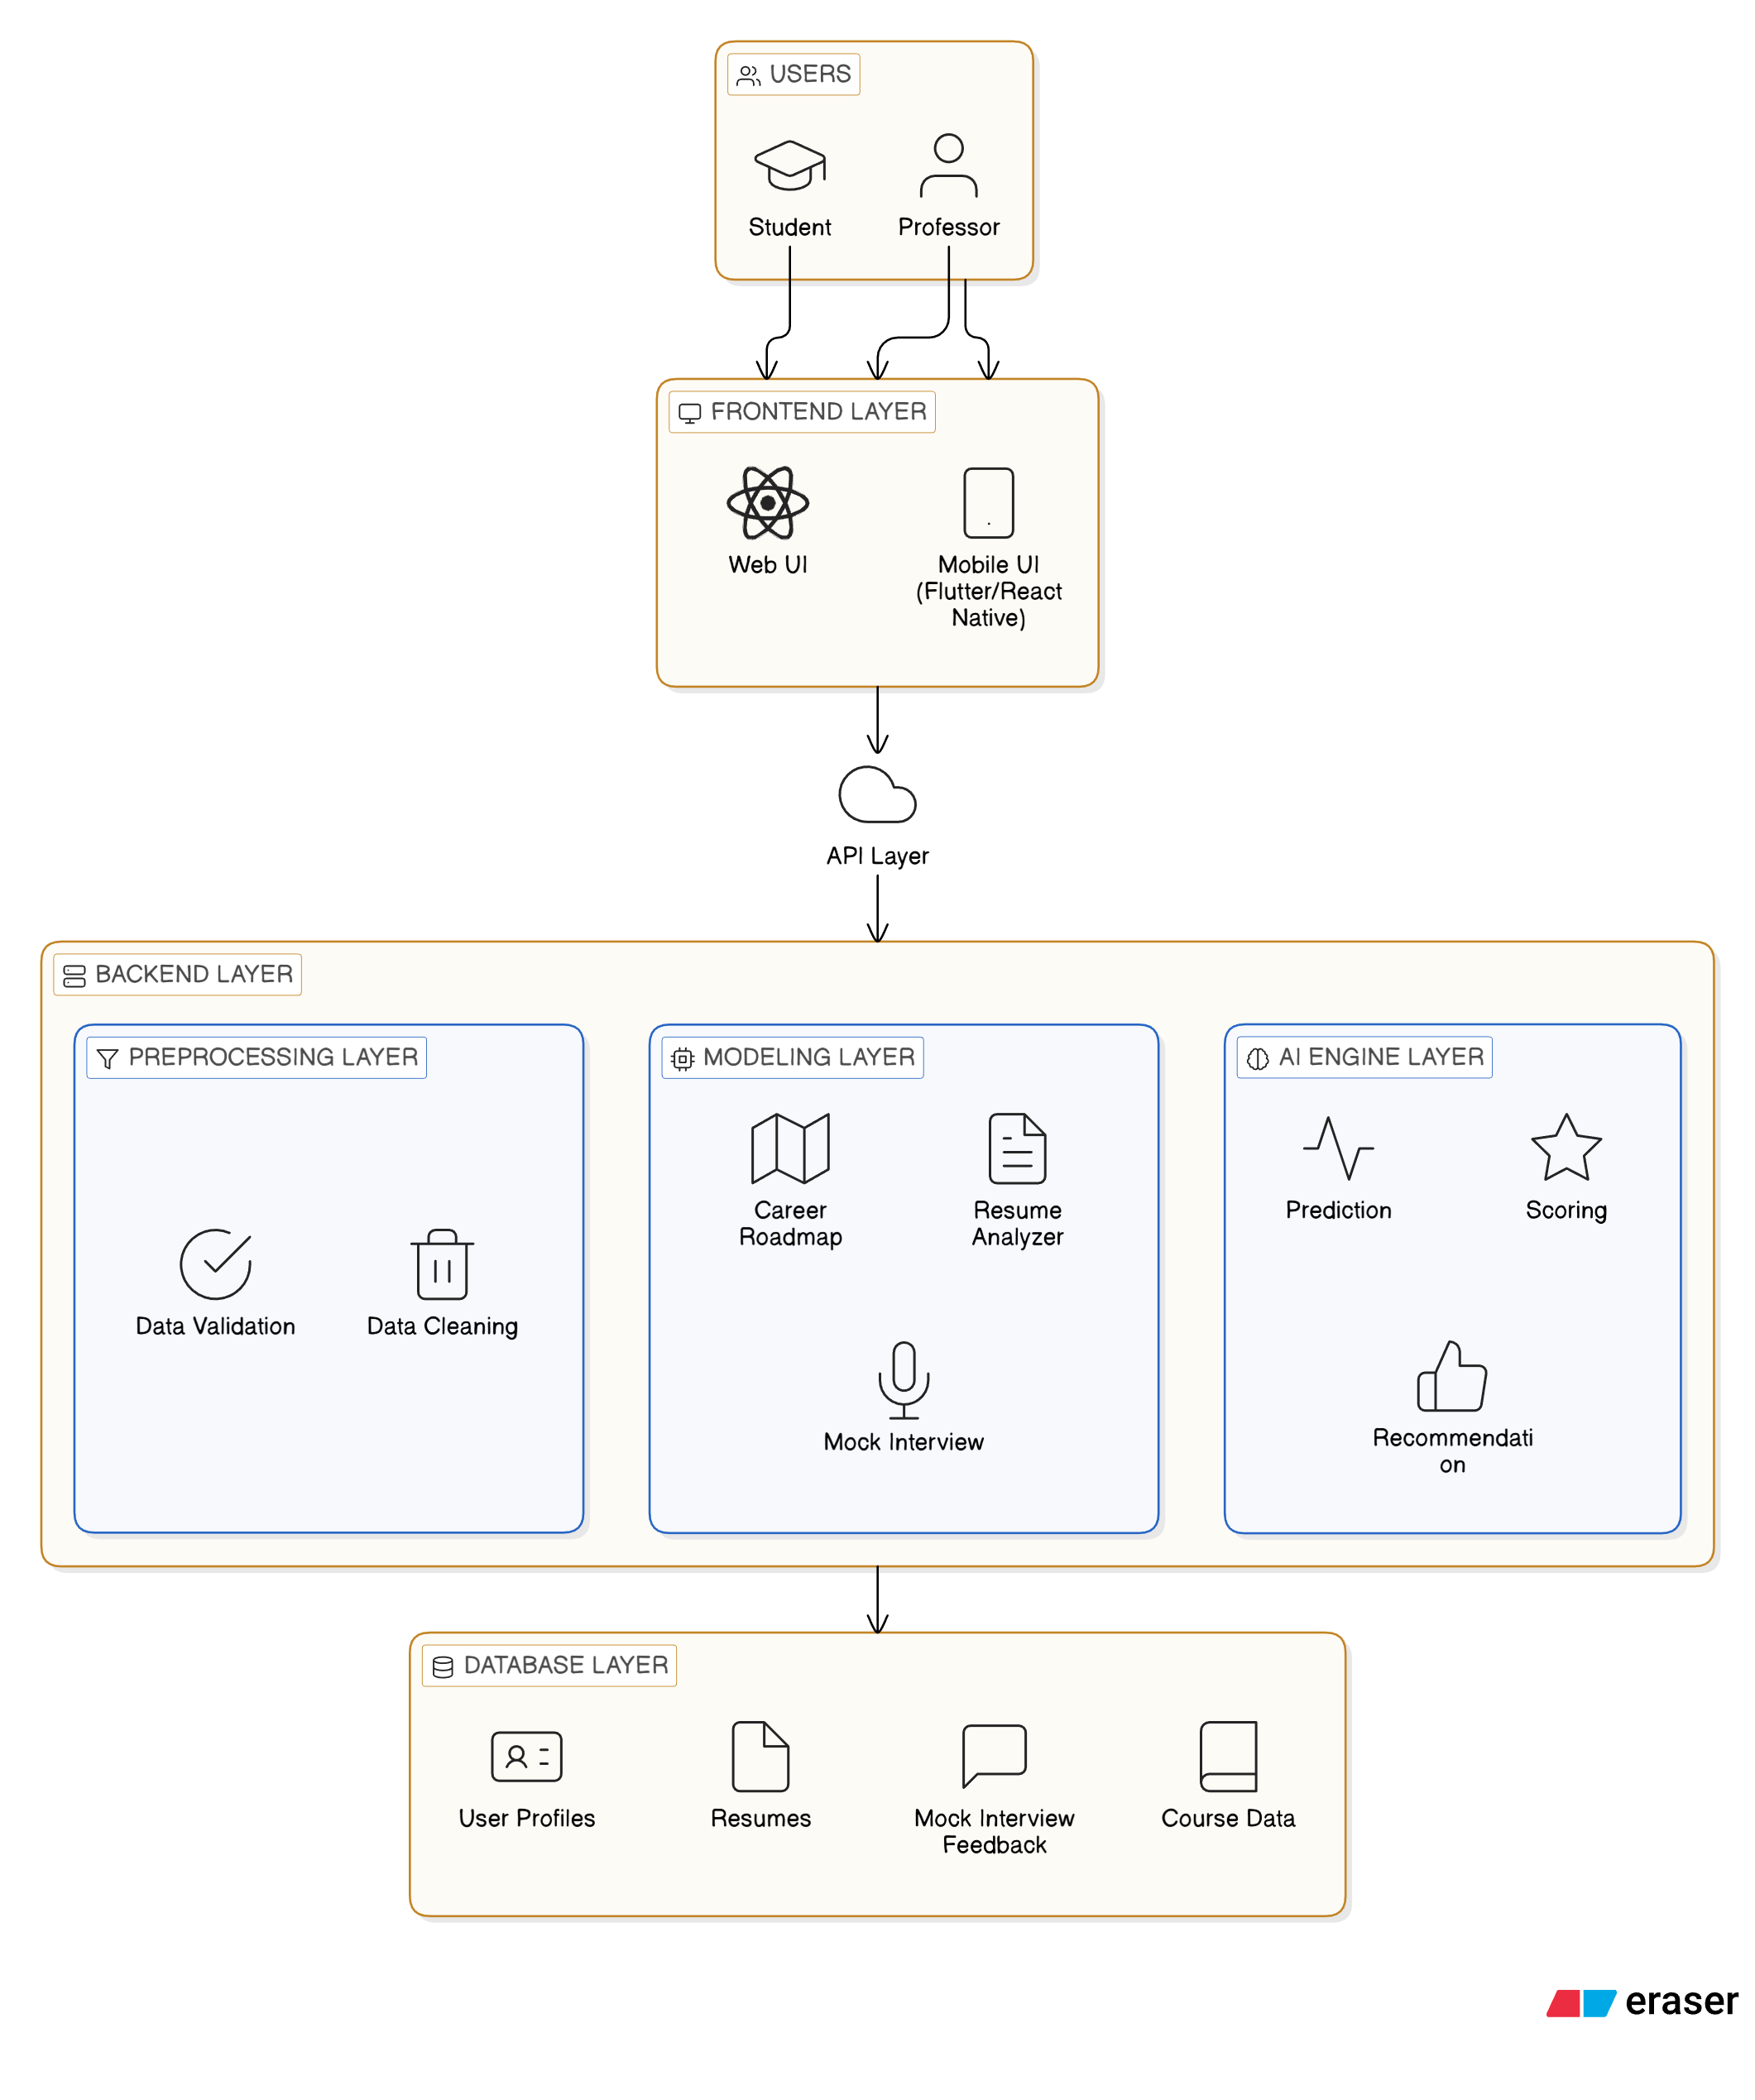 USERS
Student
Professor
FRONTEND LAYER
Web UI
Mobile UI
(Flutter/React
Native)
API Layer
BACKEND LAYER
PREPROCESSING LAYER
Data Validation
Data Cleaning
MODELING LAYER
Career
Roadmap
Resume
Analyzer
Mock Interview
AI ENGINE LAYER
Prediction
Scoring
Recommendati
on
DATABASE LAYER
User Profiles
Resumes
Mock Interview
Feedback
Course Data
eraser